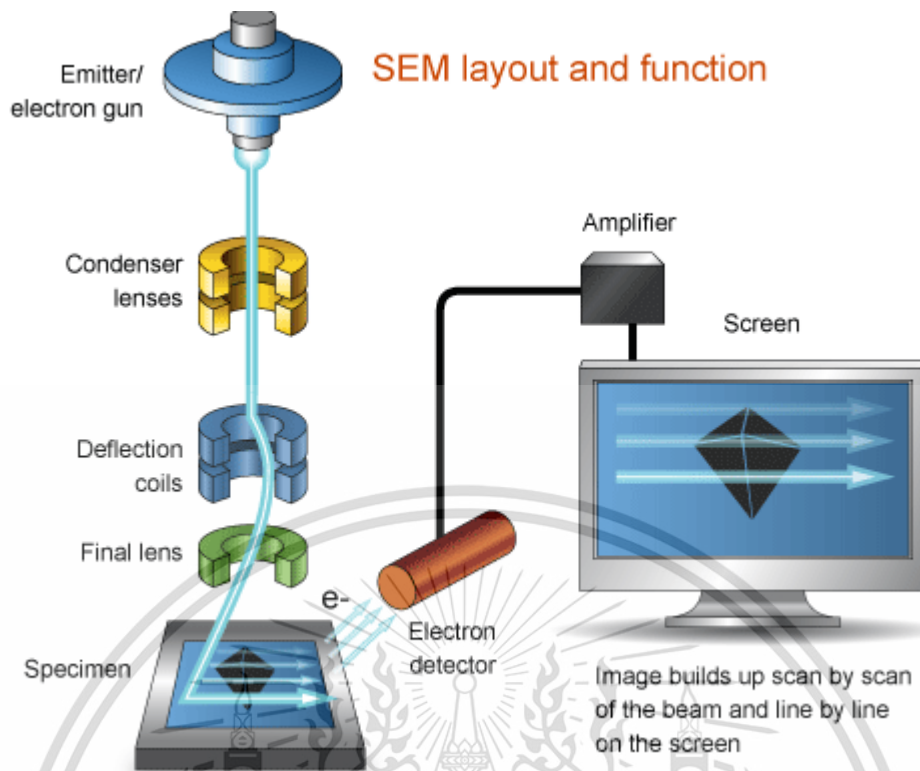 SEM layout and function
Emitter/
electron gun
Condenser
lenses
Deflection
coils
Final lens
Specimen
e-
Electron
detector
Amplifier
Screen
Image builds up scan by scan
of the beam and line by line
on the screen